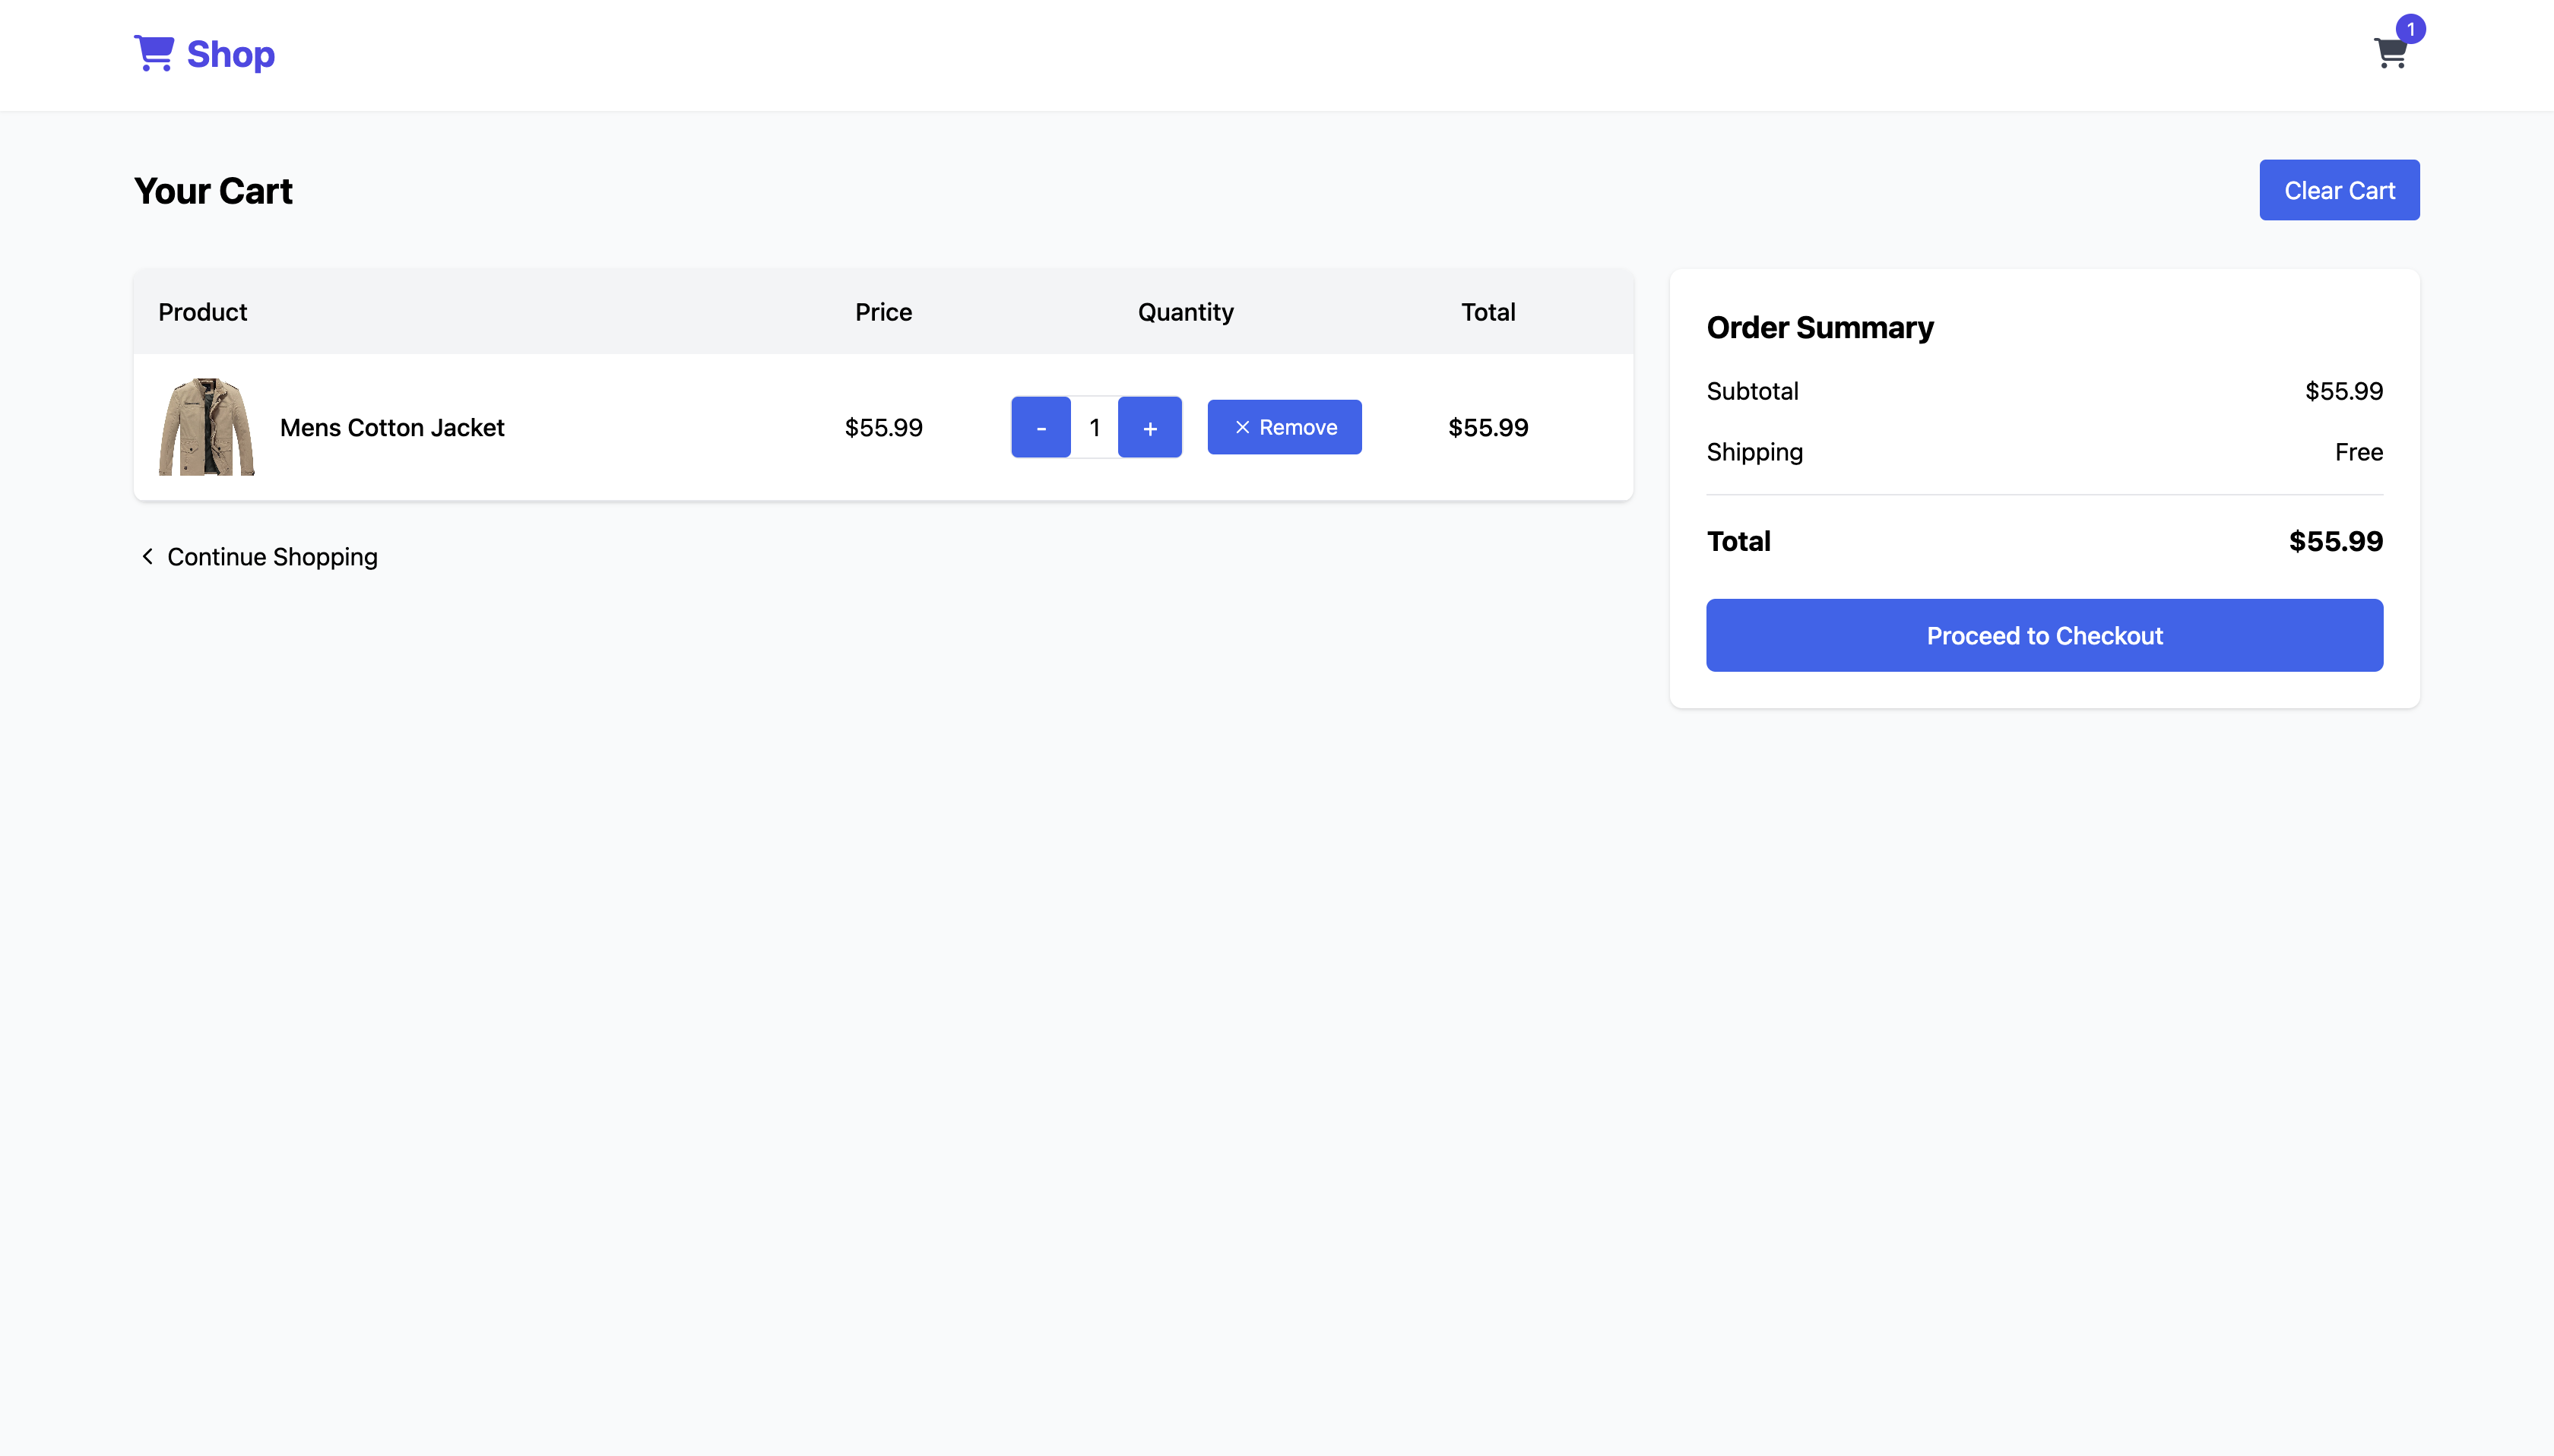 Shop
1
Your Cart
Clear Cart
Product Price Quantity Total
Mens Cotton Jacket $55.99 - 1 + Remove $55.99
Continue Shopping
Order Summary
Subtotal $55.99
Shipping Free
Total $55.99
Proceed to Checkout